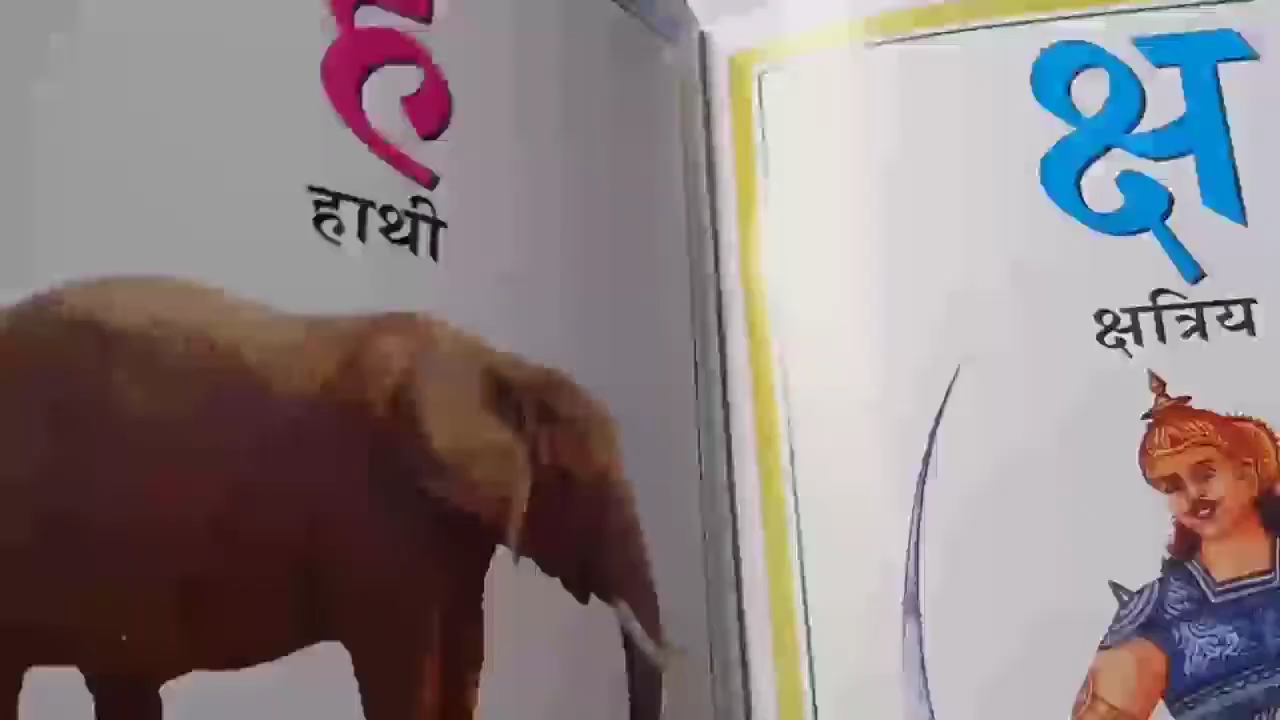 ह
हाथी
क्ष
क्षत्रिय